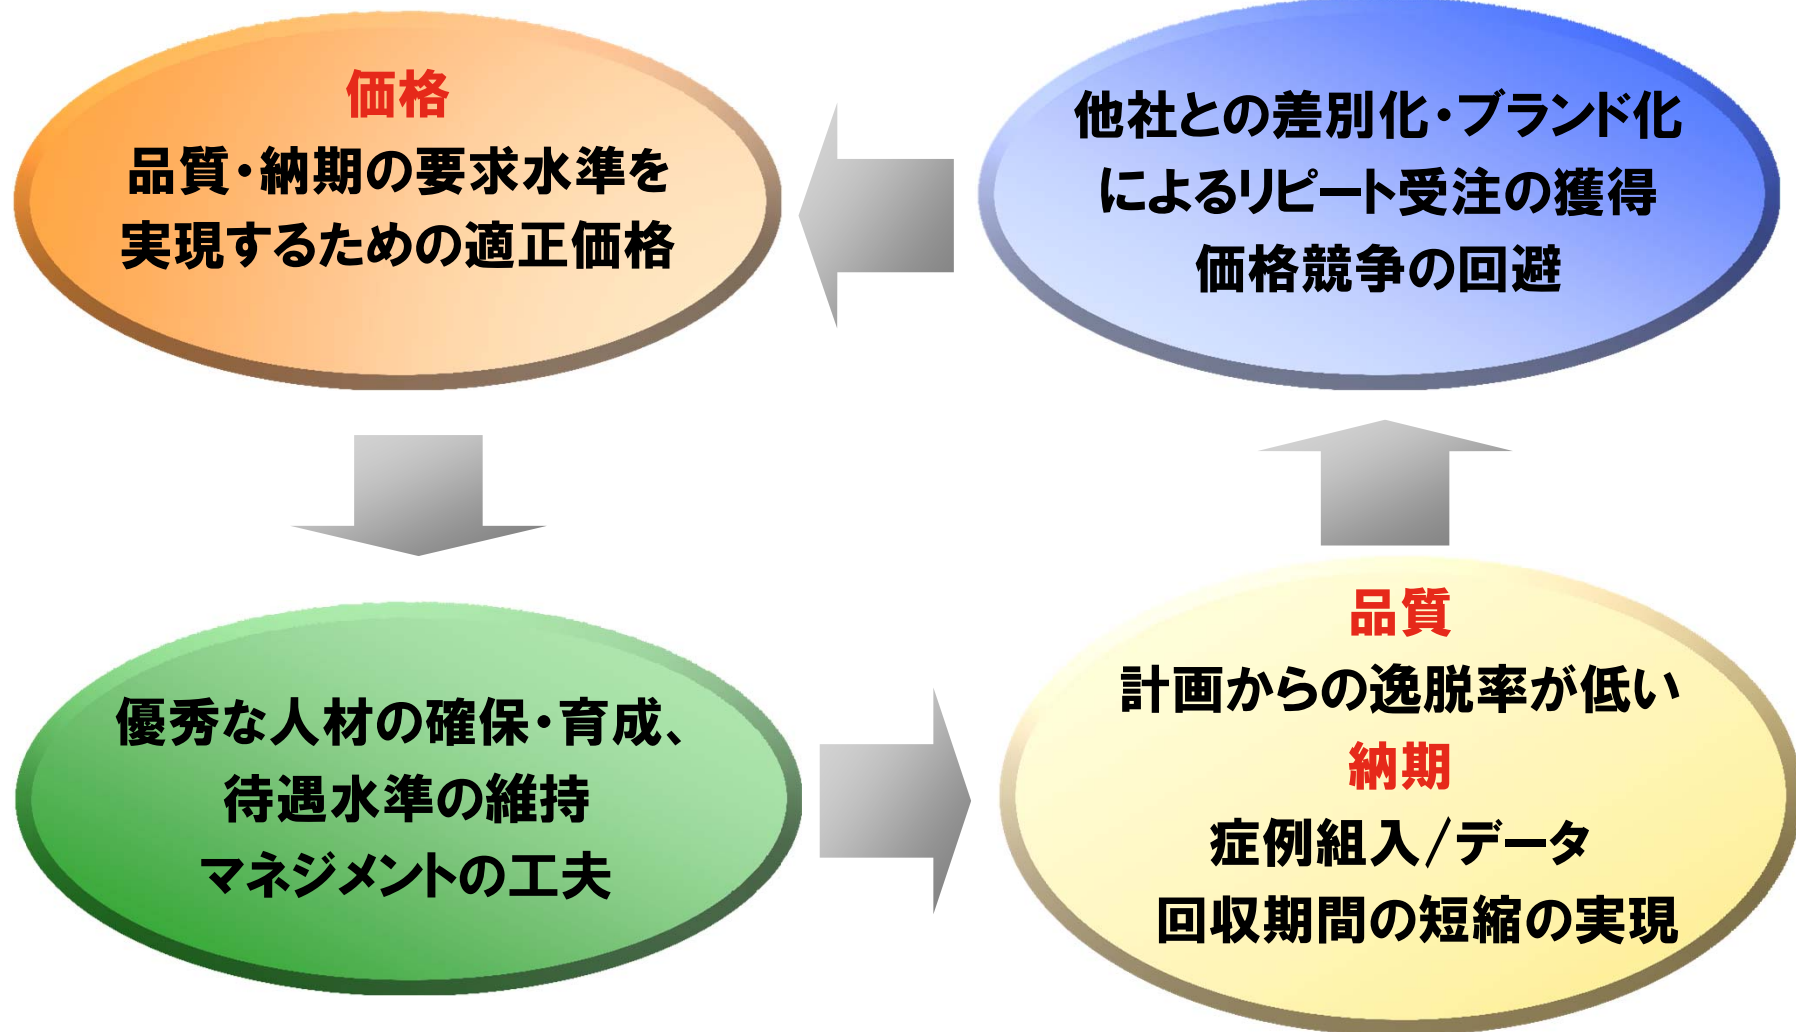 価格
品質・納期の要求水準を
実現するための適正価格
他社との差別化・ブランド化
によるリピート受注の獲得
価格競争の回避
優秀な人材の確保・育成、
待遇水準の維持
マネジメントの工夫
品質
計画からの逸脱率が低い
納期
症例組入/データ
回収期間の短縮の実現